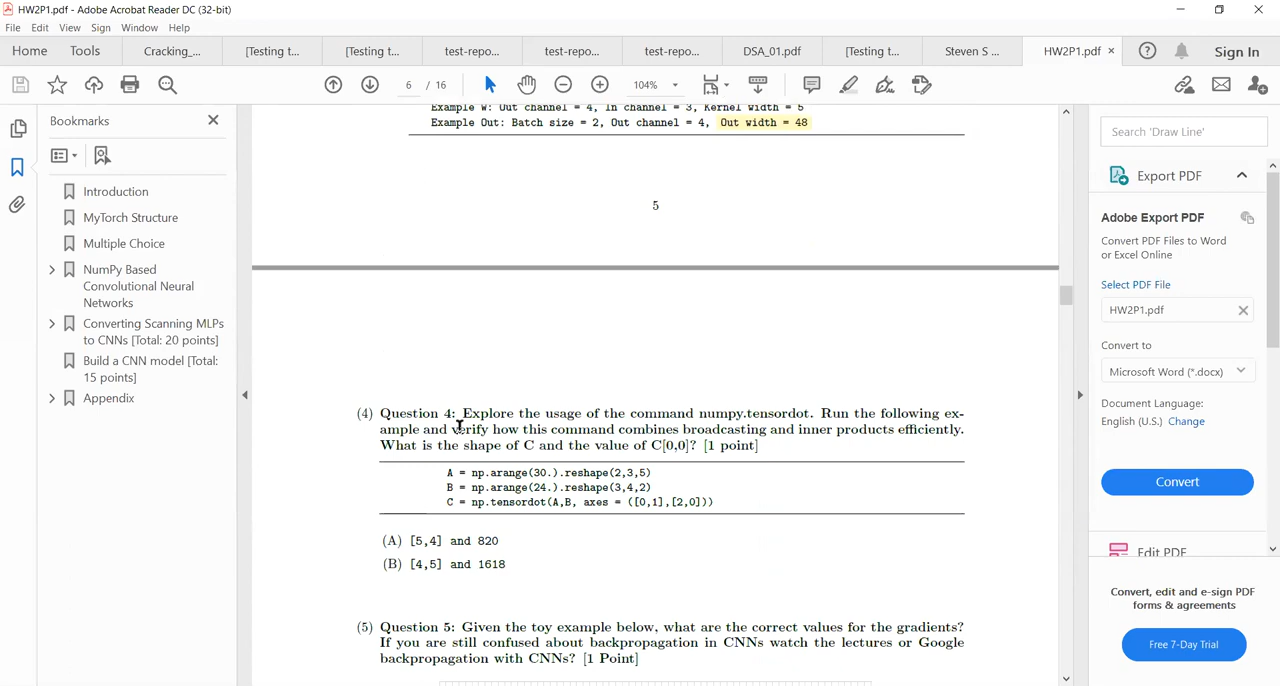 HW2P1.pdf - Adobe Acrobat Reader DC (32-bit)
File Edit View Sign Window Help
Home Tools Cracking_... [Testing t... [Testing t... test-repo... test-repo... test-repo... DSA_01.pdf [Testing t... Steven S ... HW2P1.pdf × Sign In
6 / 16 104%
Bookmarks
Introduction
MyTorch Structure
Multiple Choice
NumPy Based
Convolutional Neural
Networks
Converting Scanning MLPs
to CNNs [Total: 20 points]
Build a CNN model [Total:
15 points]
Appendix
Example W: Out channel = 4, In channel = 3, Kernel width = 5
Example Out: Batch size = 2, Out channel = 4, Out width = 48
5
(4) Question 4: Explore the usage of the command numpy.tensordot. Run the following ex-
ample and verify how this command combines broadcasting and inner products efficiently.
What is the shape of C and the value of C[0,0]? [1 point]
A = np.arange(30.).reshape(2,3,5)
B = np.arange(24.).reshape(3,4,2)
C = np.tensordot(A,B, axes = ([0,1],[2,0]))
(A) [5,4] and 820
(B) [4,5] and 1618
(5) Question 5: Given the toy example below, what are the correct values for the gradients?
If you are still confused about backpropagation in CNNs watch the lectures or Google
backpropagation with CNNs? [1 Point]
Search 'Draw Line'
Export PDF
Adobe Export PDF
Convert PDF Files to Word
or Excel Online
Select PDF File
HW2P1.pdf
Convert to
Microsoft Word (*.docx)
Document Language:
English (U.S.) Change
Convert
Edit PDF
Convert, edit and e-sign PDF
forms & agreements
Free 7-Day Trial